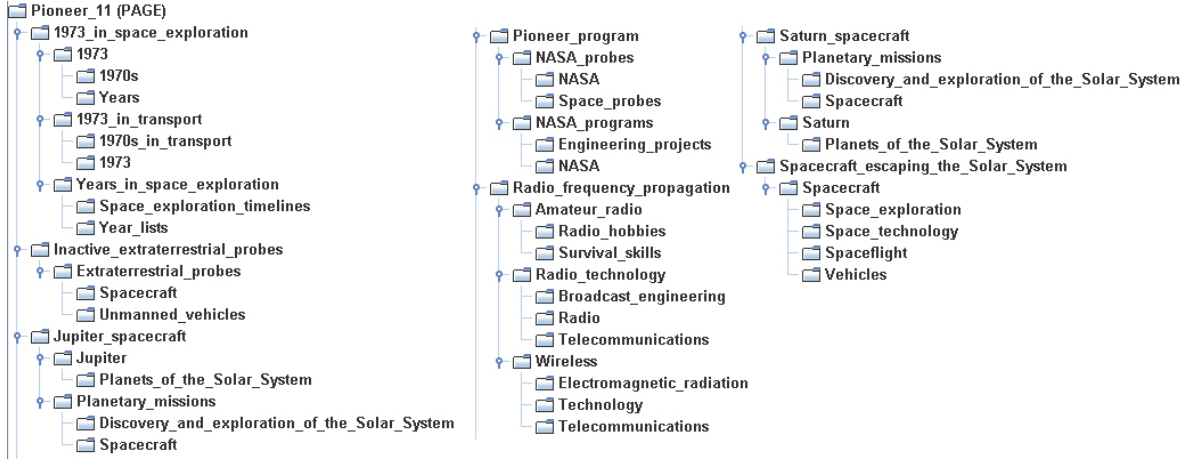 Pioneer_11 (PAGE)
1973_in_space_exploration
1973
1970s
Years
1973_in_transport
1970s_in_transport
1973
Years_in_space_exploration
Space_exploration_timelines
Year_lists
Inactive_extraterrestrial_probes
Extraterrestrial_probes
Spacecraft
Unmanned_vehicles
Jupiter_spacecraft
Jupiter
Planets_of_the_Solar_System
Planetary_missions
Discovery_and_exploration_of_the_Solar_System
Spacecraft
Pioneer_program
NASA_probes
NASA
Space_probes
NASA_programs
Engineering_projects
NASA
Radio_frequency_propagation
Amateur_radio
Radio_hobbies
Survival_skills
Radio_technology
Broadcast_engineering
Radio
Telecommunications
Wireless
Electromagnetic_radiation
Technology
Telecommunications
Saturn_spacecraft
Planetary_missions
Discovery_and_exploration_of_the_Solar_System
Spacecraft
Saturn
Planets_of_the_Solar_System
Spacecraft_escaping_the_Solar_System
Spacecraft
Space_exploration
Space_technology
Spaceflight
Vehicles